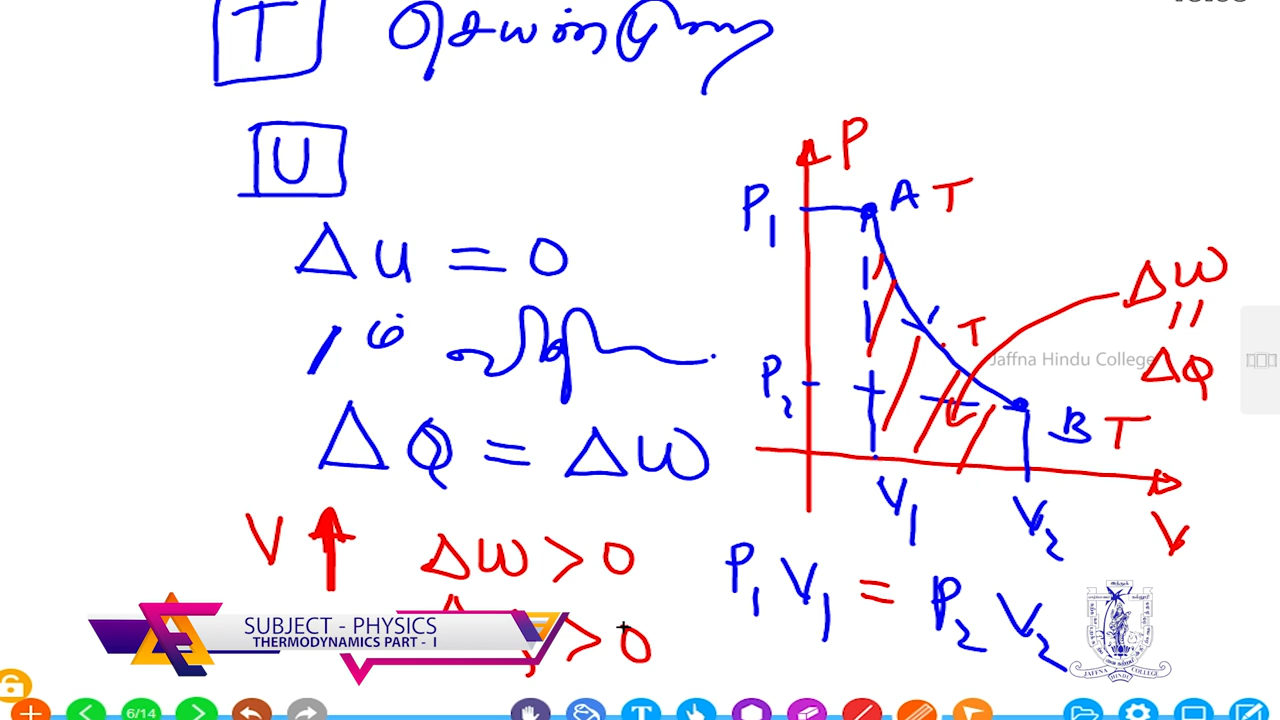 T
U
ΔU = 0
ΔQ = ΔW
V ↑ ΔW > 0
> 0
P
P₁ A T
T
P₂
B T
V₁ V₂
V
ΔW
=
ΔQ
P₁V₁ = P₂V₂
Jaffna Hindu College
SUBJECT - PHYSICS
THERMODYNAMICS PART - I
6/14
T